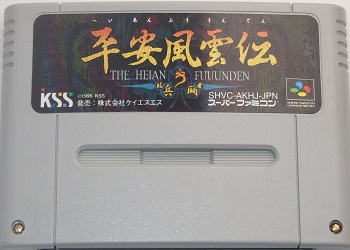 へいあんふううんでん
平安風雲伝
THE HEIAN FUUUNDEN
兵
KSS
©1995 KSS
発売：株式会社ケイエスエス
SHVC-AKHJ-JPN
スーパーファミコン